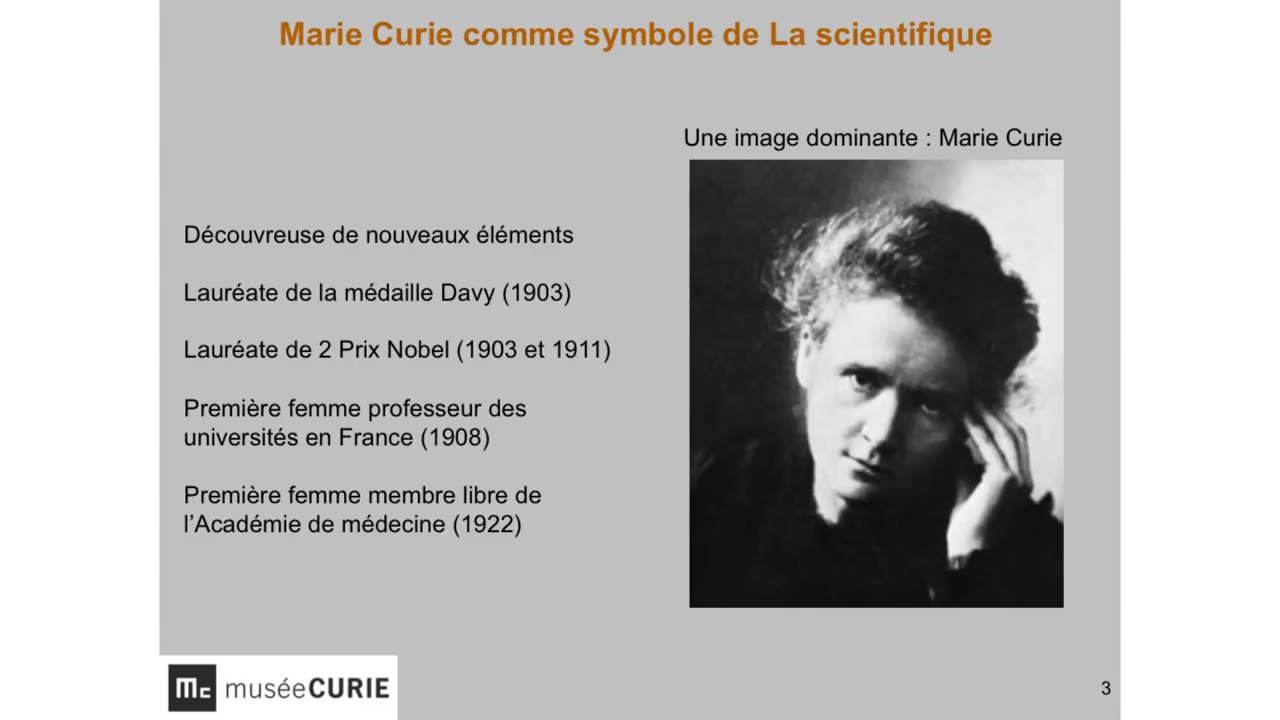 Marie Curie comme symbole de La scientifique
Une image dominante : Marie Curie
Découvreuse de nouveaux éléments
Lauréate de la médaille Davy (1903)
Lauréate de 2 Prix Nobel (1903 et 1911)
Première femme professeur des
universités en France (1908)
Première femme membre libre de
l’Académie de médecine (1922)
Mc muséeCURIE
3